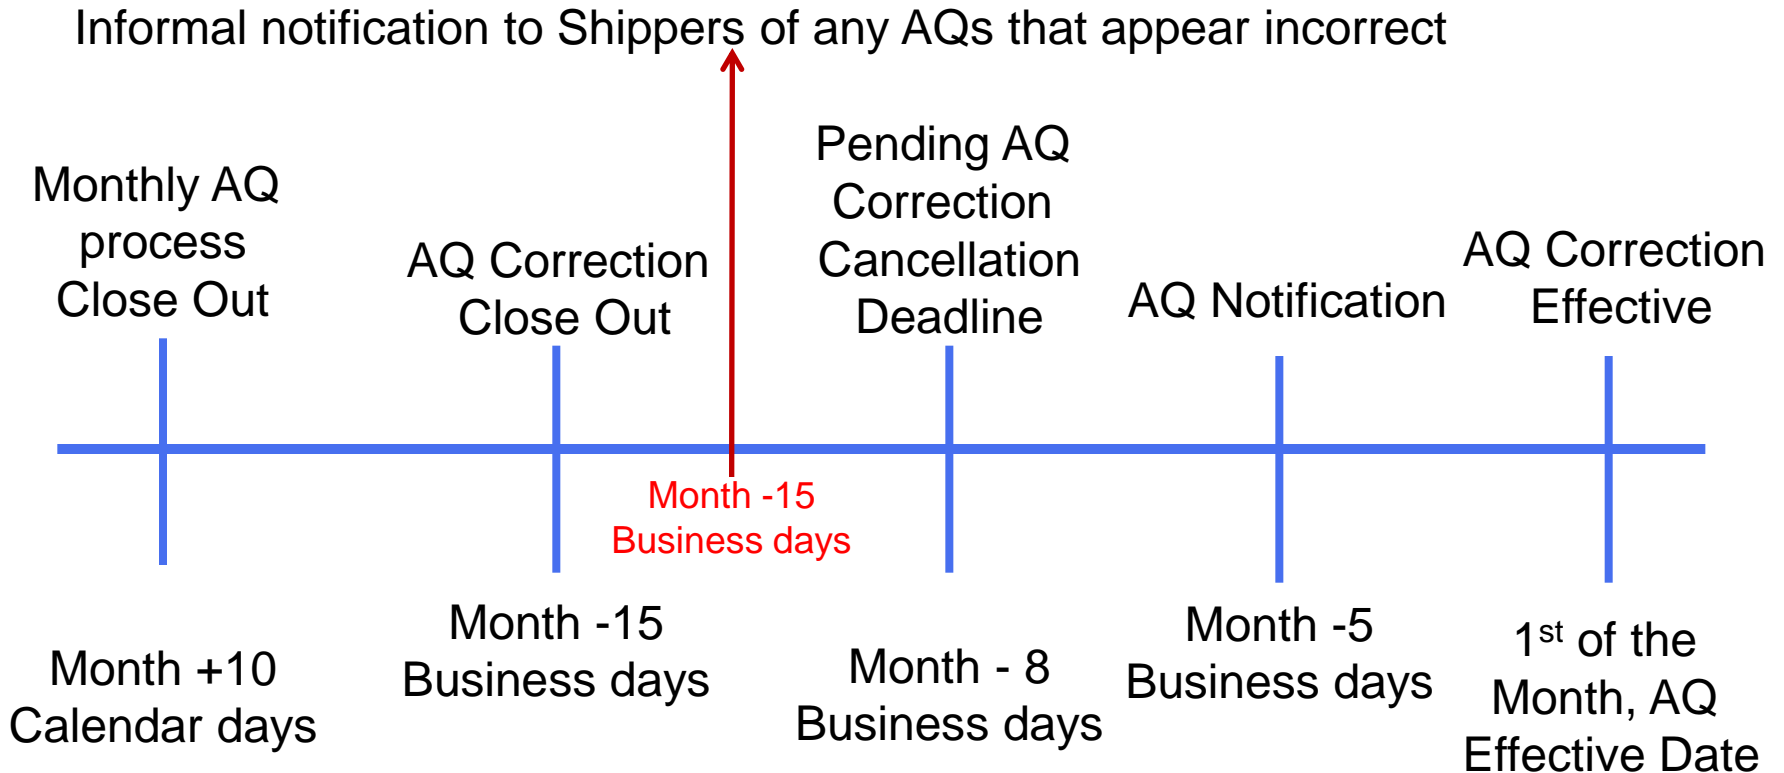 Informal notification to Shippers of any AQs that appear incorrect
Monthly AQ
process
Close Out
AQ Correction
Close Out
Pending AQ
Correction
Cancellation
Deadline
AQ Notification
AQ Correction
Effective
Month -15
Business days
Month +10
Calendar days
Month -15
Business days
Month - 8
Business days
Month -5
Business days
1st of the
Month, AQ
Effective Date